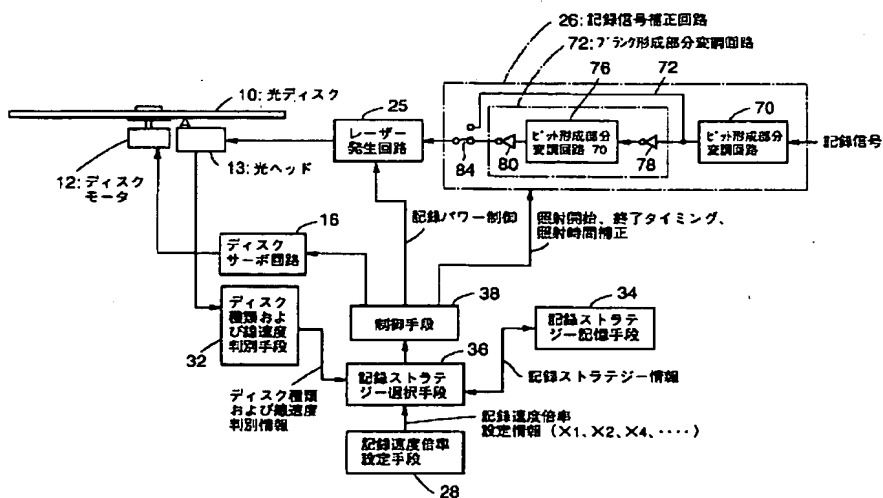 26:記録信号補正回路
72:ブランク形成部分変調回路
76
72
10:光ディスク
25
70
レーザー
発生回路
ピット形成部分
変調回路 70
ピット形成部分
変調回路
記録信号
84
80
78
12:ディスク
モータ
13:光ヘッド
記録パワー制御
照射開始、終了タイミング、
照射時間補正
16
ディスク
サーボ回路
38
34
ディスク
種類およ
び線速度
判別手段
制御手段
記録ストラテ
ジー記憶手段
32
36
記録ストラテ
ジー選択手段
記録ストラテジー情報
ディスク種類
および線速度
判別情報
記録速度倍率
設定情報(×1、×2、×4、‥‥)
記録速度倍率
設定手段
28